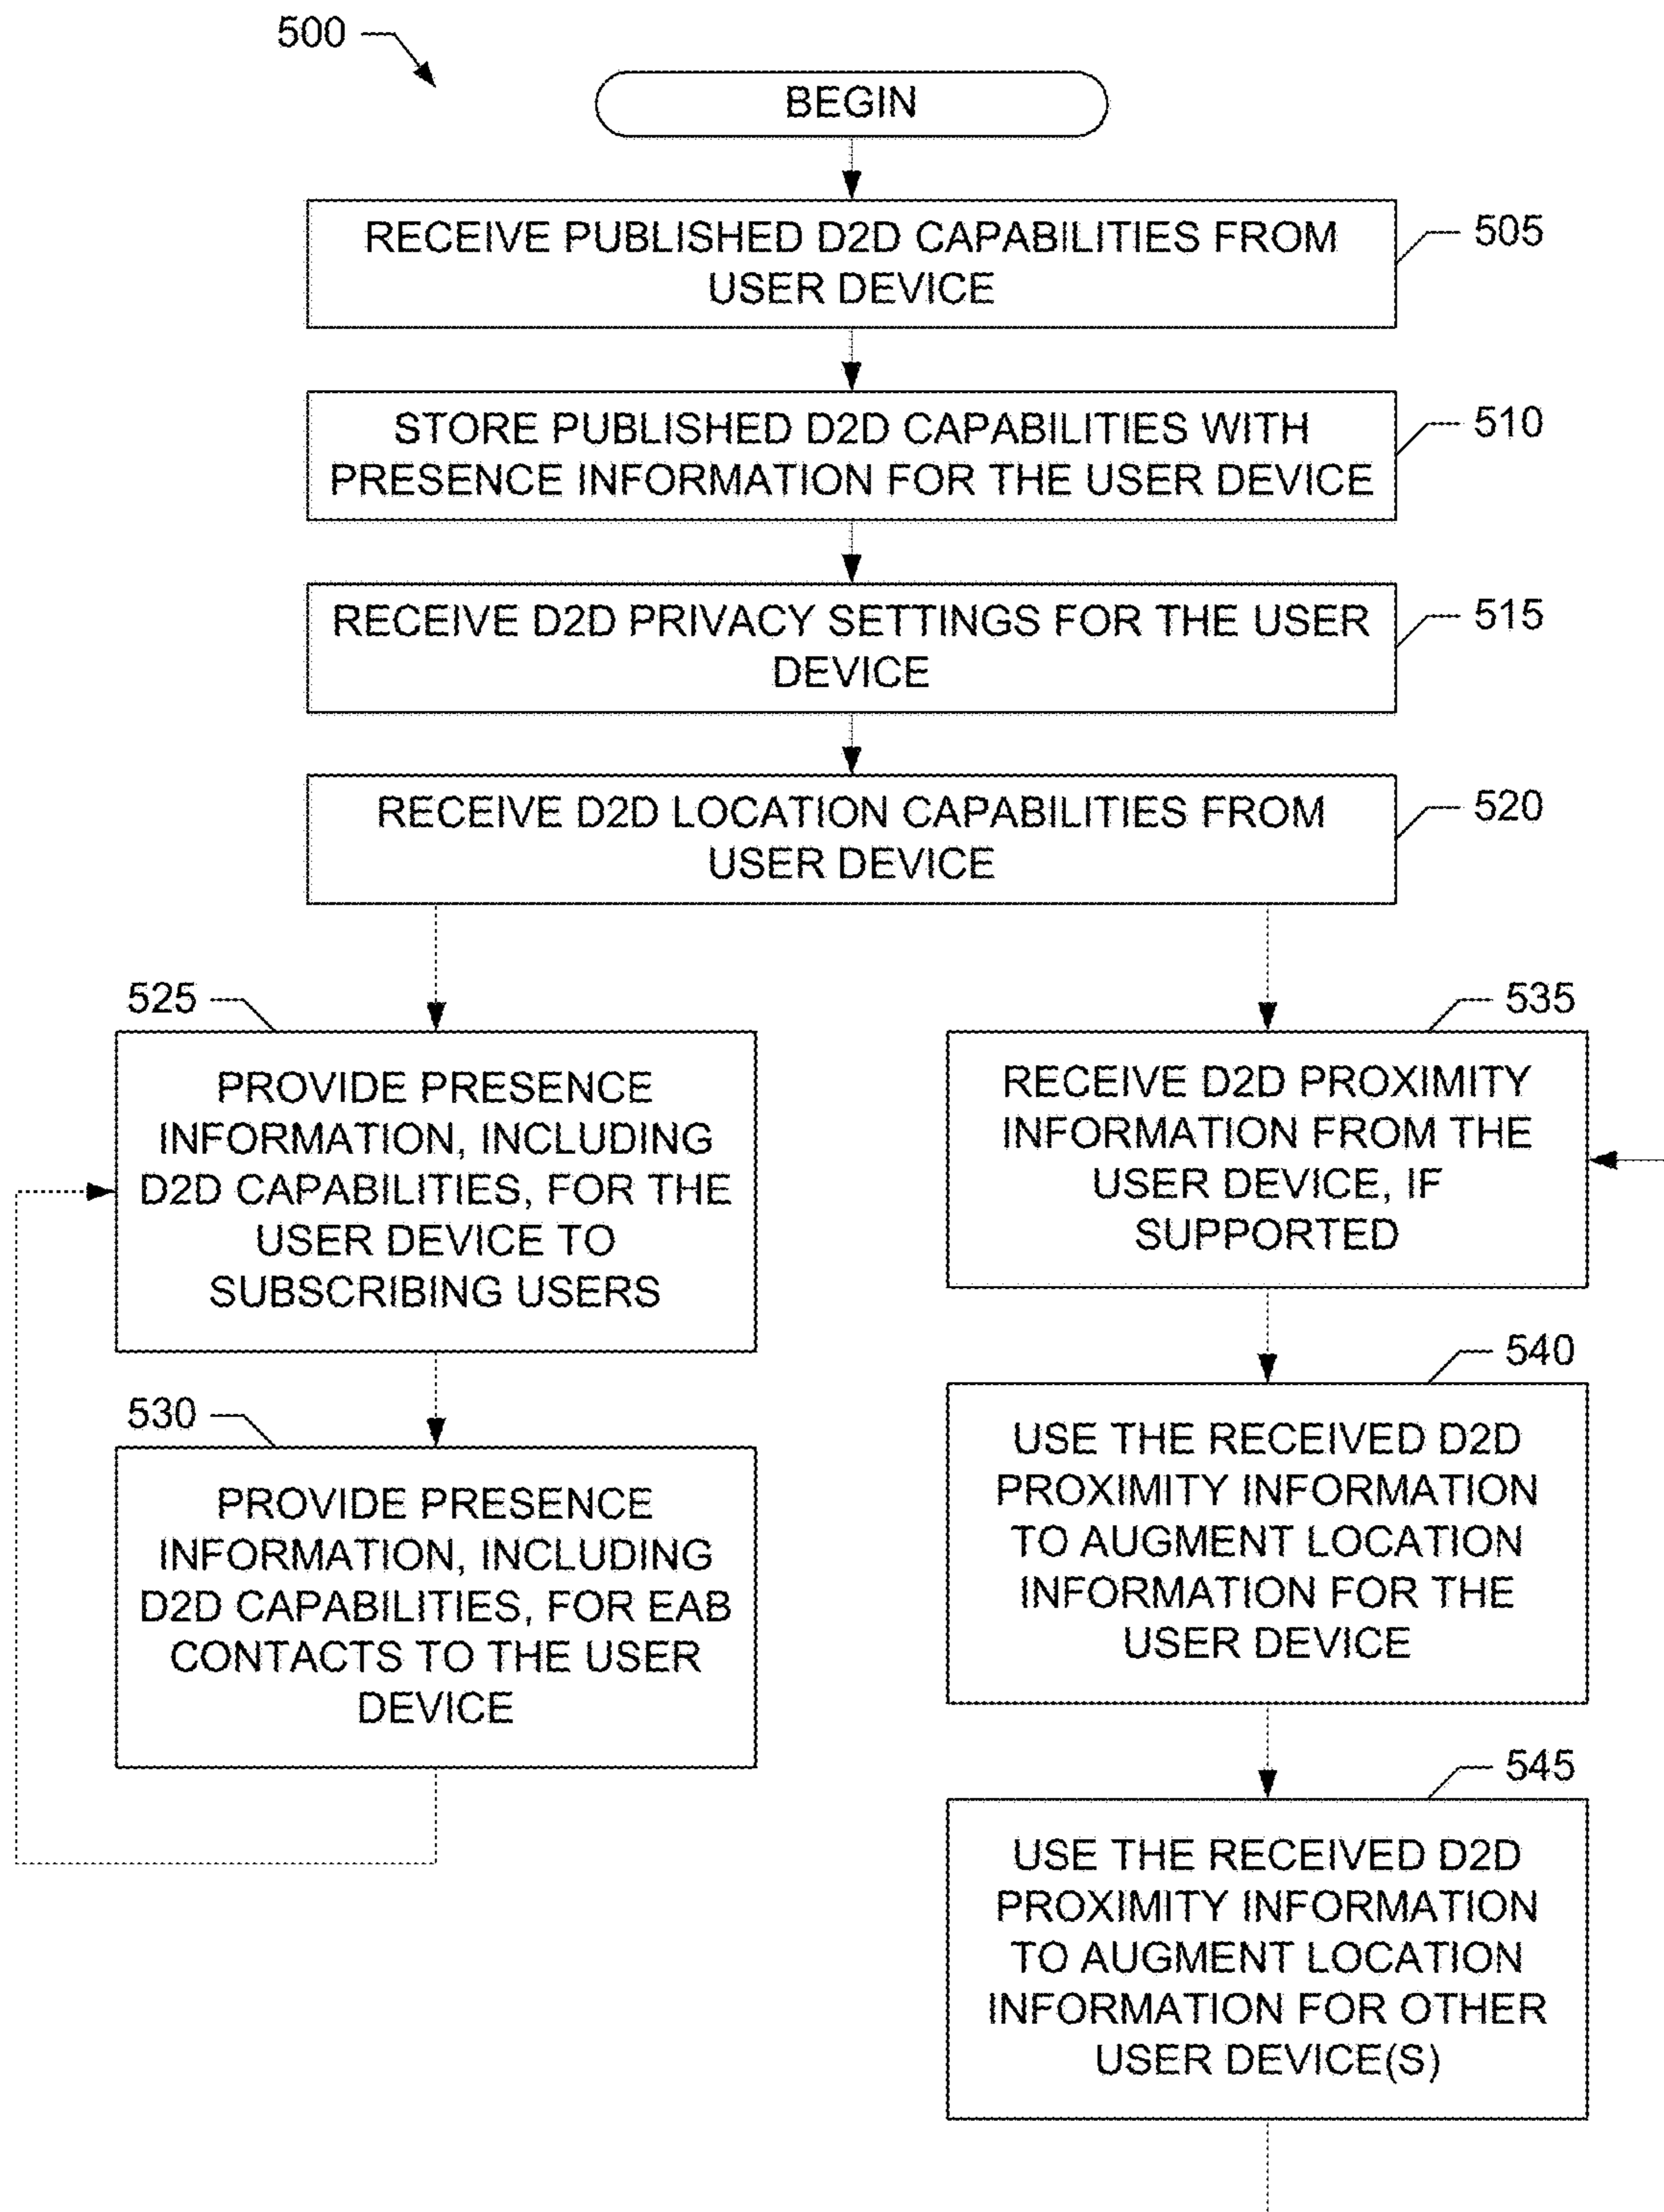 500
BEGIN
RECEIVE PUBLISHED D2D CAPABILITIES FROM
USER DEVICE
505
STORE PUBLISHED D2D CAPABILITIES WITH
PRESENCE INFORMATION FOR THE USER DEVICE
510
RECEIVE D2D PRIVACY SETTINGS FOR THE USER
DEVICE
515
RECEIVE D2D LOCATION CAPABILITIES FROM
USER DEVICE
520
525
PROVIDE PRESENCE
INFORMATION, INCLUDING
D2D CAPABILITIES, FOR THE
USER DEVICE TO
SUBSCRIBING USERS
530
PROVIDE PRESENCE
INFORMATION, INCLUDING
D2D CAPABILITIES, FOR EAB
CONTACTS TO THE USER
DEVICE
535
RECEIVE D2D PROXIMITY
INFORMATION FROM THE
USER DEVICE, IF
SUPPORTED
540
USE THE RECEIVED D2D
PROXIMITY INFORMATION
TO AUGMENT LOCATION
INFORMATION FOR THE
USER DEVICE
545
USE THE RECEIVED D2D
PROXIMITY INFORMATION
TO AUGMENT LOCATION
INFORMATION FOR OTHER
USER DEVICE(S)